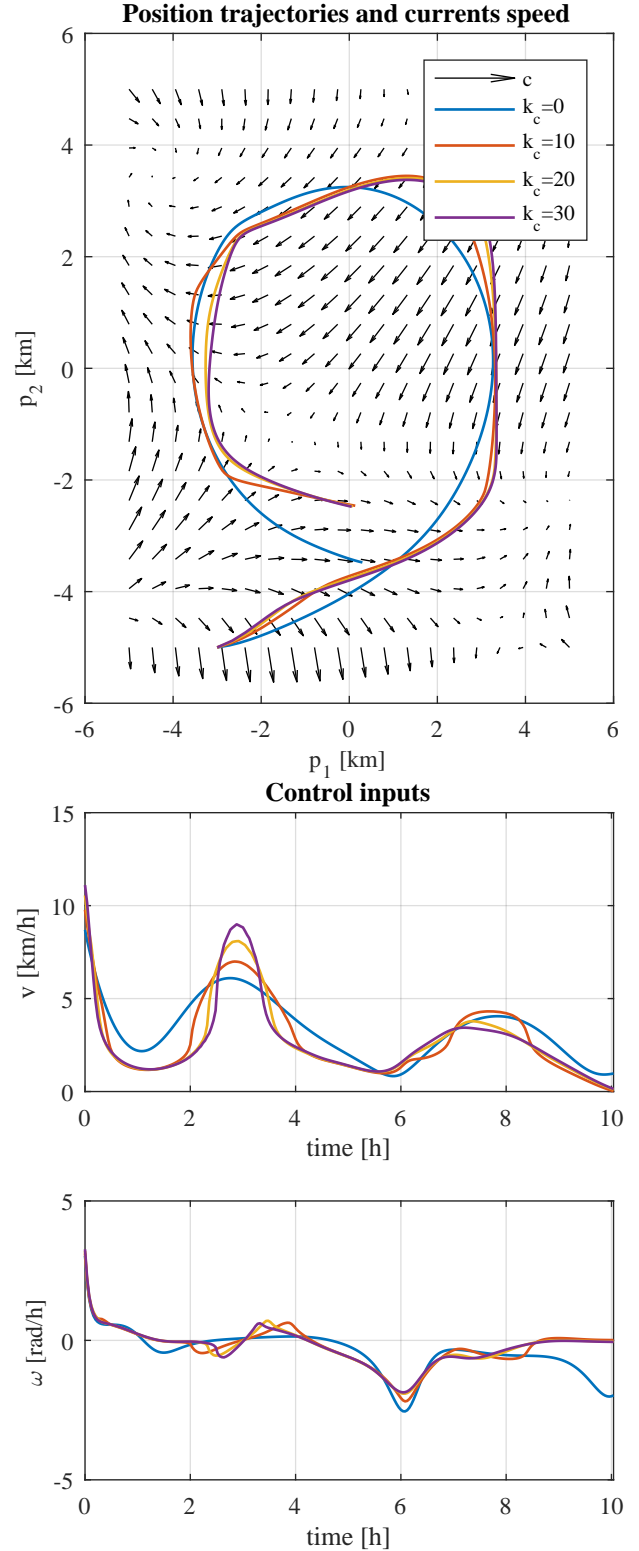 Position trajectories and currents speed
6
4
2
0
-2
-4
-6
p_2 [km]
c
k_c=0
k_c=10
k_c=20
k_c=30
-6 -4 -2 0 2 4 6
p_1 [km]
Control inputs
15
10
5
0
v [km/h]
0 2 4 6 8 10
time [h]
5
0
-5
ω [rad/h]
0 2 4 6 8 10
time [h]